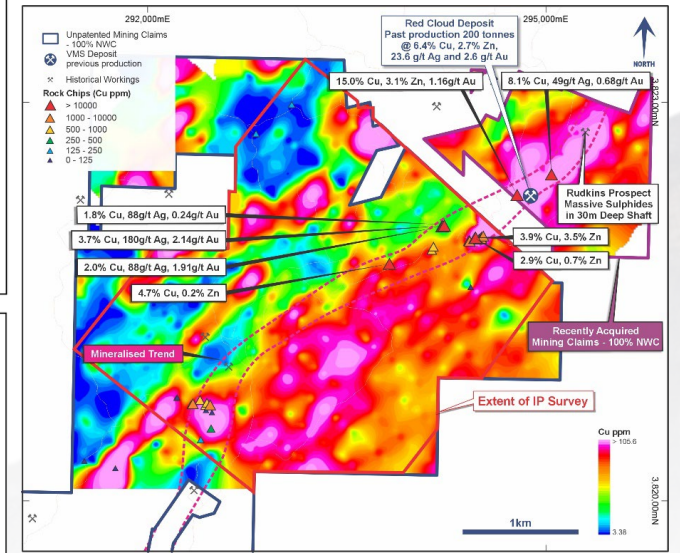 292,000mE
295,000mE
Unpatented Mining Claims
- 100% NWC
VMS Deposit
previous production
Historical Workings
Rock Chips (Cu ppm)
> 10000
1000 - 10000
500 - 1000
250 - 500
125 - 250
0 - 125
Red Cloud Deposit
Past production 200 tonnes
@ 6.4% Cu, 2.7% Zn,
23.6 g/t Ag and 2.6 g/t Au
NORTH
15.0% Cu, 3.1% Zn, 1.16g/t Au
8.1% Cu, 49g/t Ag, 0.68g/t Au
3,823,000mN
Rudkins Prospect
Massive Sulphides
in 30m Deep Shaft
1.8% Cu, 88g/t Ag, 0.24g/t Au
3.7% Cu, 180g/t Ag, 2.14g/t Au
2.0% Cu, 88g/t Ag, 1.91g/t Au
4.7% Cu, 0.2% Zn
3.9% Cu, 3.5% Zn
2.9% Cu, 0.7% Zn
Recently Acquired
Mining Claims - 100% NWC
Mineralised Trend
Extent of IP Survey
Cu ppm
> 105.6
3.38
3,820,000mN
1km